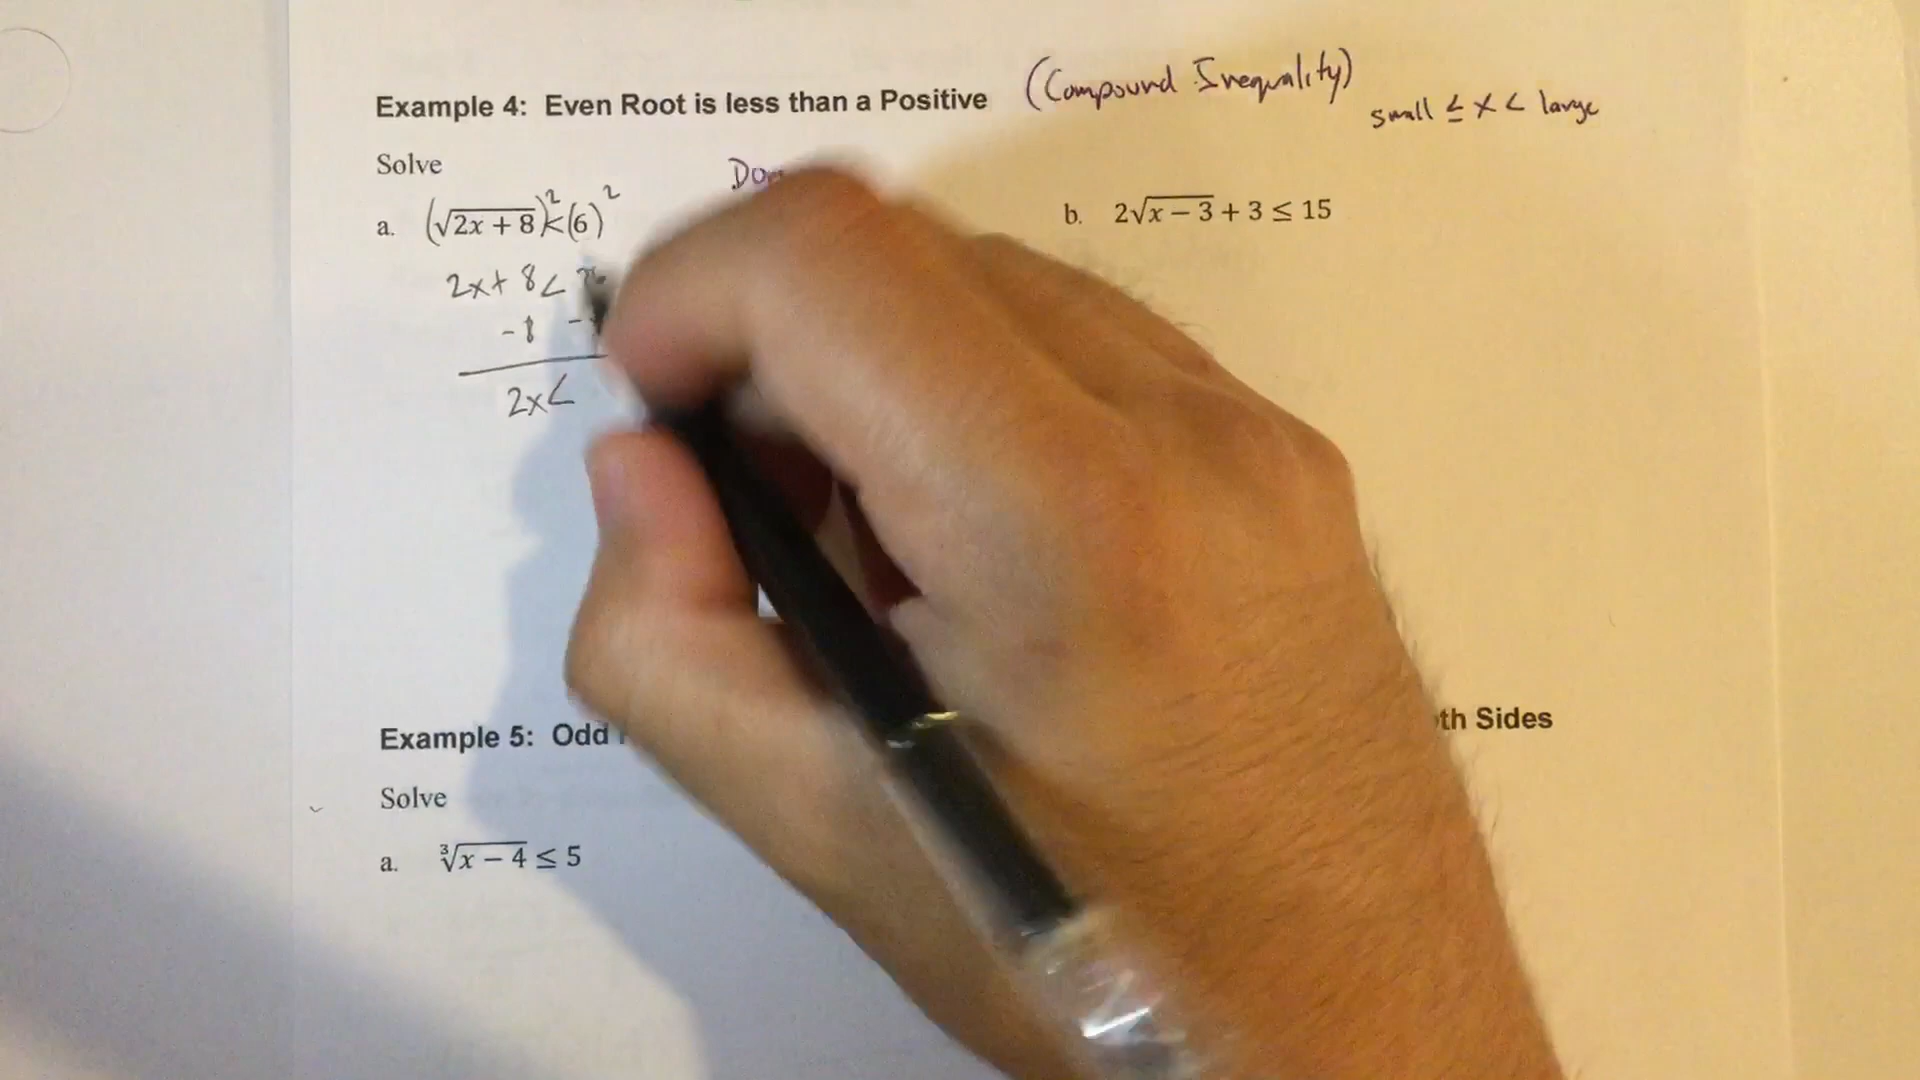 Example 4: Even Root is less than a Positive (Compound Inequality)
small ≤ x < large
Solve
a. (√2x + 8)² < (6)²
b. 2√x − 3 + 3 ≤ 15
2x + 8 <
-8 -
2x <
Example 5: Odd
th Sides
Solve
a. ∛x − 4 ≤ 5